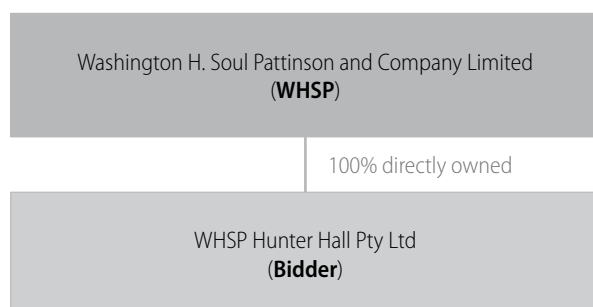 Washington H. Soul Pattinson and Company Limited
(WHSP)
100% directly owned
WHSP Hunter Hall Pty Ltd
(Bidder)